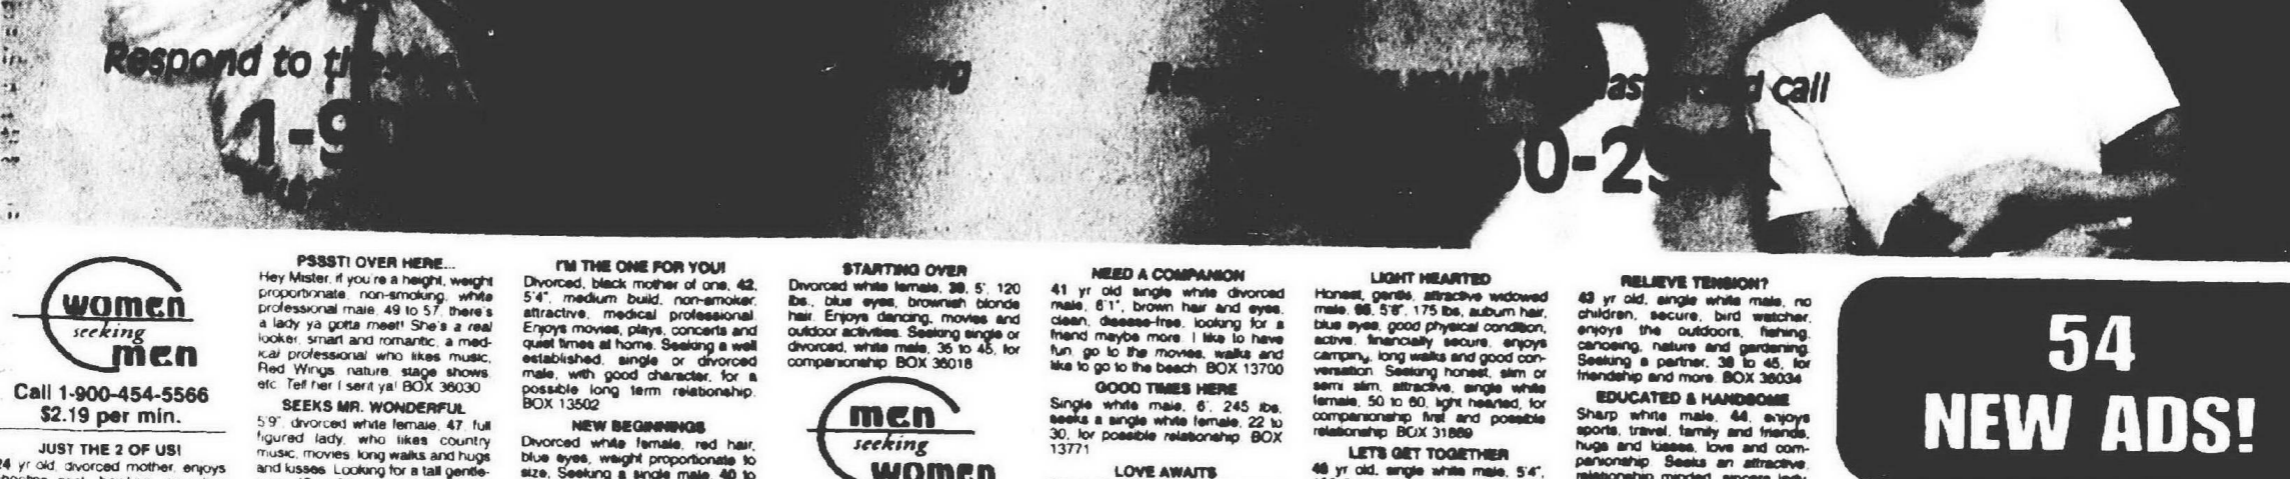 Respond to
1-9
call
0-2
women
seeking
men
Call 1-900-454-5566
$2.19 per min.
JUST THE 2 OF US!
yr old, divorced mother, enjoys
PSSST! OVER HERE...
Hey Mister, if you're a height, weight
proportionate, non-smoking, white
professional male, 49 to 57, there's
a lady ya gotta meet! She's a real
looker, smart and romantic, a med-
ical professional who likes music,
Red Wings, nature, stage shows,
etc. Tell her I sent ya! BOX 36030
SEEKS MR. WONDERFUL
5'9", divorced white female, 47, full
figured lady, who likes country
music, movies, long walks and hugs
and kisses. Looking for a tall gentle-
I'M THE ONE FOR YOU!
Divorced, black mother of one, 42,
5'4", medium build, non-smoker,
attractive, medical professional.
Enjoys movies, plays, concerts and
quiet times at home. Seeking a well
established, single or divorced
male, with good character, for a
possible long term relationship.
BOX 13502
NEW BEGINNINGS
Divorced white female, red hair,
blue eyes, weight proportionate to
size. Seeking a single male, 40 to
STARTING OVER
Divorced white female, 39, 5', 120
lbs., blue eyes, brownish blonde
hair. Enjoys dancing, movies and
outdoor activities. Seeking single or
divorced, white male, 35 to 45, for
companionship. BOX 36018
men
seeking
women
NEED A COMPANION
41 yr old single white divorced
male, 6'1", brown hair and eyes,
clean, disease-free, looking for a
friend maybe more. I like to have
fun, go to the movies, walks and
like to go to the beach. BOX 13700
GOOD TIMES HERE
Single white male, 6', 245 lbs,
seeks a single white female, 22 to
30, for possible relationship. BOX
13771
LOVE AWAITS
LIGHT HEARTED
Honest, gentle, attractive widowed
male, 5'8", 175 lbs, auburn hair,
blue eyes, good physical condition,
active, financially secure, enjoys
camping, long walks and good con-
versation. Seeking honest, slim or
semi slim, attractive, single white
female, 50 to 60, light hearted, for
companionship first and possible
relationship. BOX 31889
LETS GET TOGETHER
yr old, single white male, 5'4",
RELIEVE TENSION?
43 yr old, single white male, no
children, secure, bird watcher,
enjoys the outdoors, fishing,
canoeing, nature and gardening.
Seeking a partner, 38 to 45, for
friendship and more. BOX 36034
EDUCATED & HANDSOME
Sharp white male, 44, enjoys
sports, travel, family and friends,
hugs and kisses, love and com-
panionship. Seeks an attractive,
relationship minded, sincere lady,
54
NEW ADS!